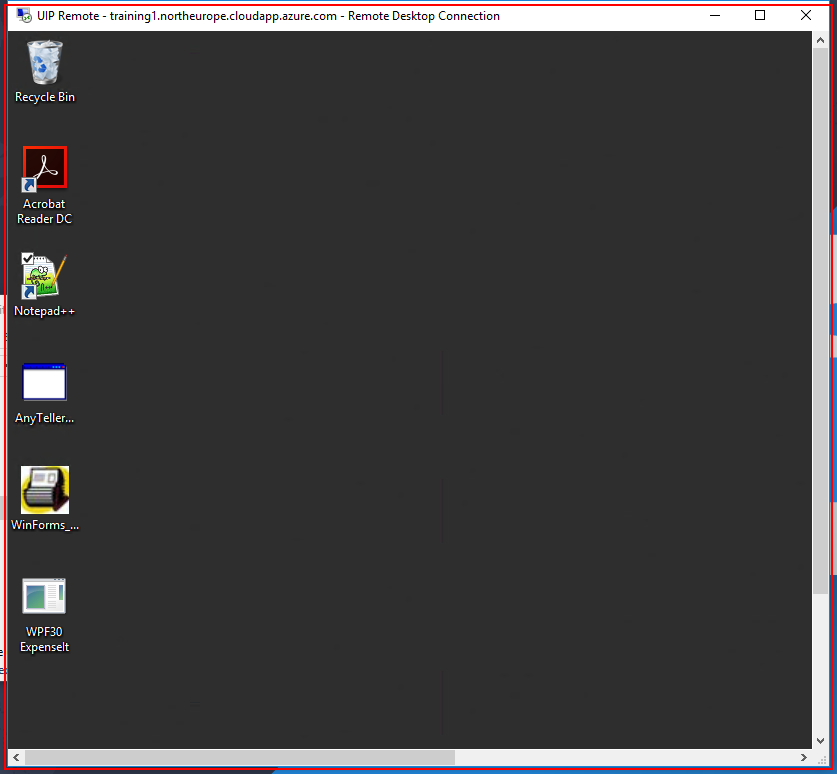 UIP Remote - training1.northeurope.cloudapp.azure.com - Remote Desktop Connection
Recycle Bin
Acrobat
Reader DC
Notepad++
AnyTeller...
WinForms_...
WPF30
ExpenseIt